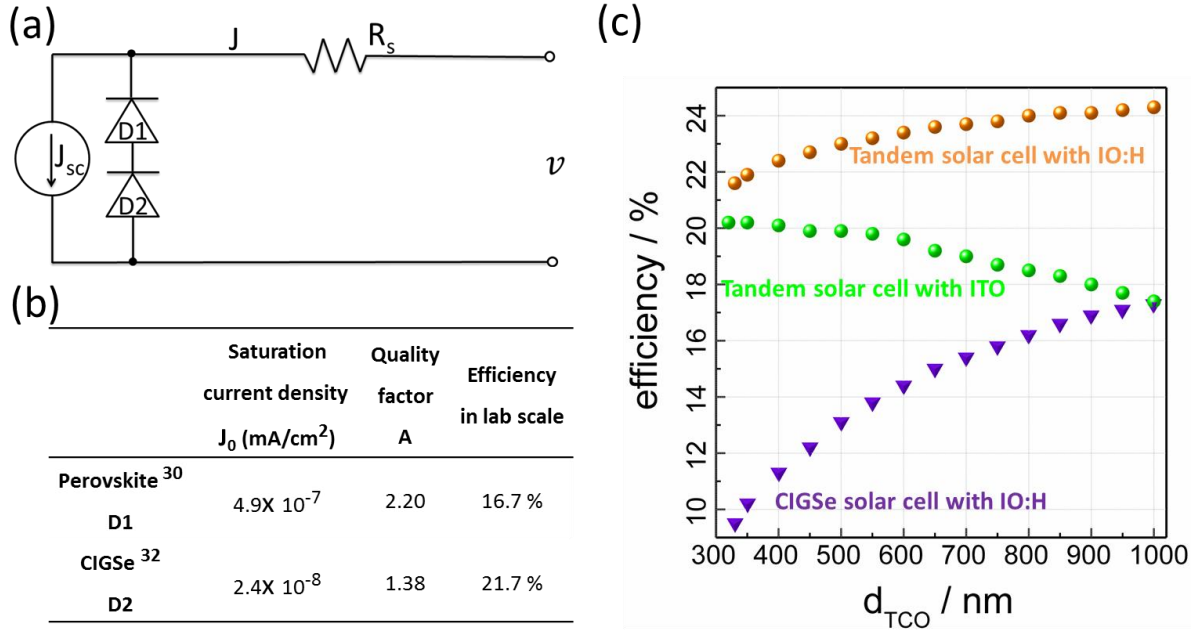 (a)
J
R_s
J_sc
D1
D2
v
(b)
Saturation
current density
J_0 (mA/cm^2)
Quality
factor
A
Efficiency
in lab scale
Perovskite ^30
D1
4.9X 10^-7
2.20
16.7 %
CIGSe ^32
D2
2.4X 10^-8
1.38
21.7 %
(c)
efficiency / %
24
22
20
18
16
14
12
10
Tandem solar cell with IO:H
Tandem solar cell with ITO
CIGSe solar cell with IO:H
300 400 500 600 700 800 900 1000
d_TCO / nm